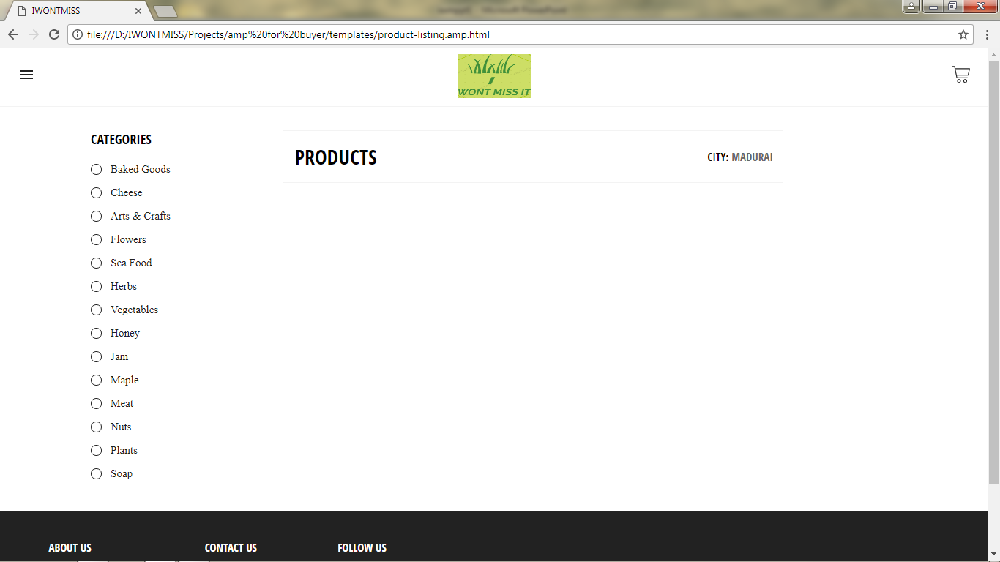 IWONTMISS
file:///D:/IWONTMISS/Projects/amp%20for%20buyer/templates/product-listing.amp.html
WONT MISS IT
CATEGORIES
Baked Goods
Cheese
Arts & Crafts
Flowers
Sea Food
Herbs
Vegetables
Honey
Jam
Maple
Meat
Nuts
Plants
Soap
PRODUCTS
CITY: MADURAI
ABOUT US
CONTACT US
FOLLOW US